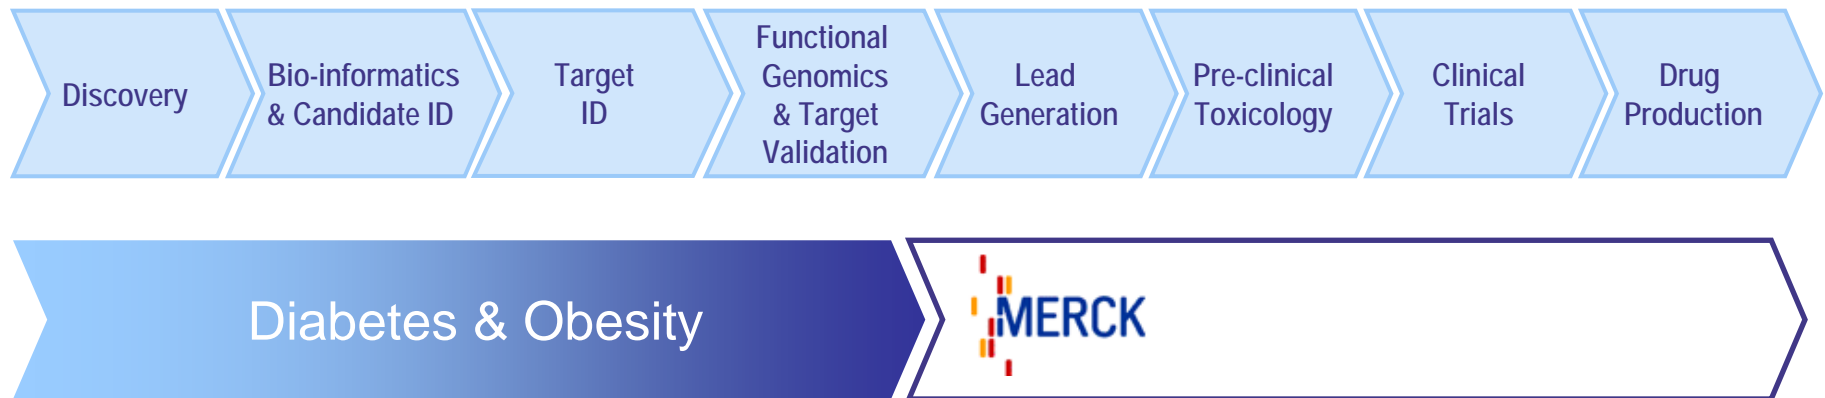 Discovery
Bio-informatics
& Candidate ID
Target
ID
Functional
Genomics
& Target
Validation
Lead
Generation
Pre-clinical
Toxicology
Clinical
Trials
Drug
Production
Diabetes & Obesity
MERCK